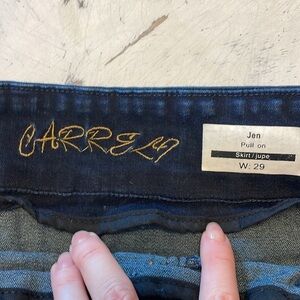 CARRELI
Jen
Pull on
Skirt/jupe
W: 29